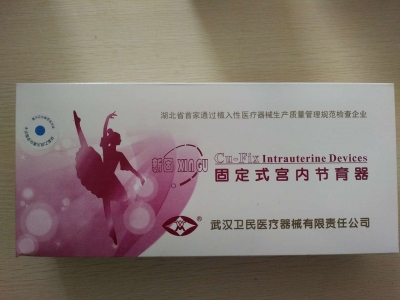 湖北省首家通过植入性医疗器械生产质量管理规范检查企业
新固 XINGU
Cu-Fix Intrauterine Devices
固定式宫内节育器
武汉卫民医疗器械有限责任公司